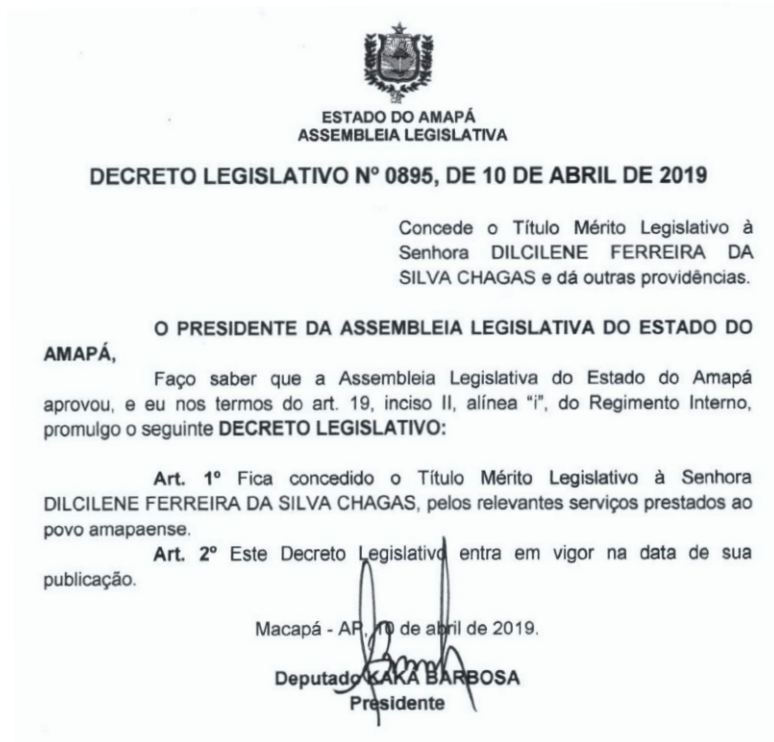 ESTADO DO AMAPÁ
ASSEMBLEIA LEGISLATIVA
DECRETO LEGISLATIVO Nº 0895, DE 10 DE ABRIL DE 2019
Concede o Título Mérito Legislativo à
Senhora DILCILENE FERREIRA DA
SILVA CHAGAS e dá outras providências.
O PRESIDENTE DA ASSEMBLEIA LEGISLATIVA DO ESTADO DO
AMAPÁ,
Faço saber que a Assembleia Legislativa do Estado do Amapá
aprovou, e eu nos termos do art. 19, inciso II, alínea “i”, do Regimento Interno,
promulgo o seguinte DECRETO LEGISLATIVO:
Art. 1º Fica concedido o Título Mérito Legislativo à Senhora
DILCILENE FERREIRA DA SILVA CHAGAS, pelos relevantes serviços prestados ao
povo amapaense.
Art. 2º Este Decreto Legislativo entra em vigor na data de sua
publicação.
Macapá - AP, 10 de abril de 2019.
Deputado KAKÁ BARBOSA
Presidente